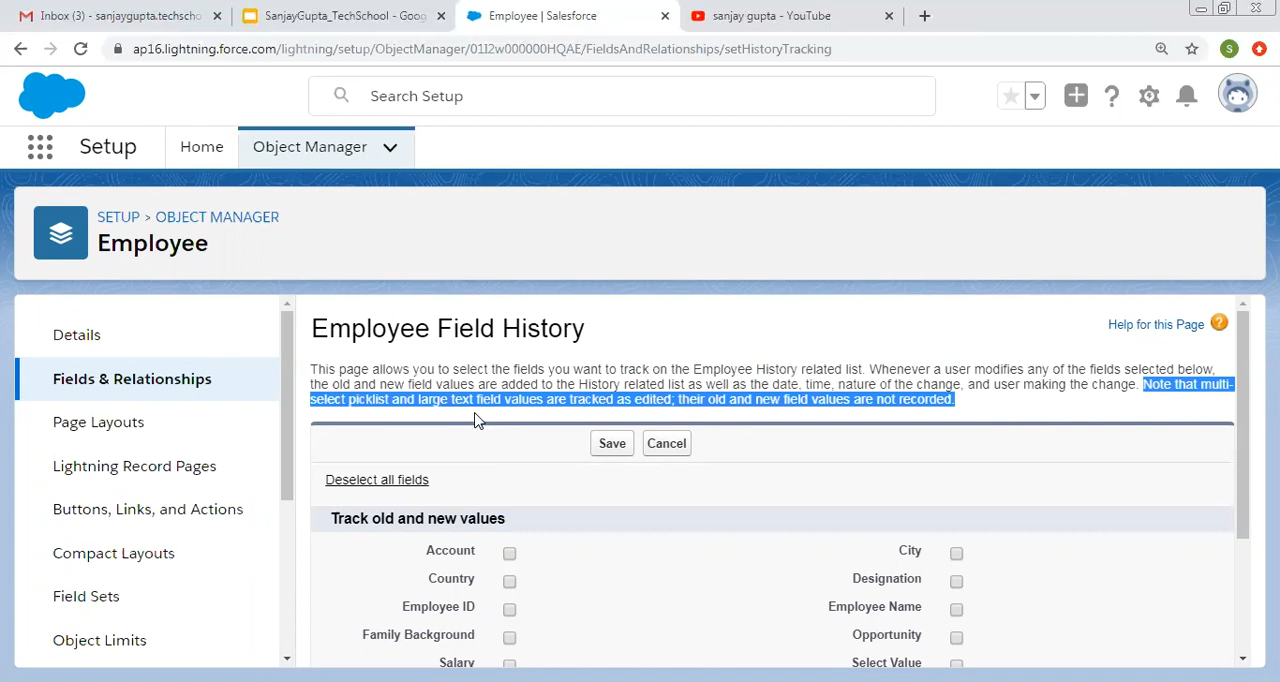 Inbox (3) - sanjaygupta.techscho
SanjayGupta_TechSchool - Goog
Employee | Salesforce
sanjay gupta - YouTube
ap16.lightning.force.com/lightning/setup/ObjectManager/01I2w000000HQAE/FieldsAndRelationships/setHistoryTracking
S
Search Setup
Setup
Home
Object Manager
SETUP > OBJECT MANAGER
Employee
Details
Fields & Relationships
Page Layouts
Lightning Record Pages
Buttons, Links, and Actions
Compact Layouts
Field Sets
Object Limits
Employee Field History
Help for this Page ?
This page allows you to select the fields you want to track on the Employee History related list. Whenever a user modifies any of the fields selected below,
the old and new field values are added to the History related list as well as the date, time, nature of the change, and user making the change. Note that multi-
select picklist and large text field values are tracked as edited; their old and new field values are not recorded.
Save Cancel
Deselect all fields
Track old and new values
Account City
Country Designation
Employee ID Employee Name
Family Background Opportunity
Salary Select Value